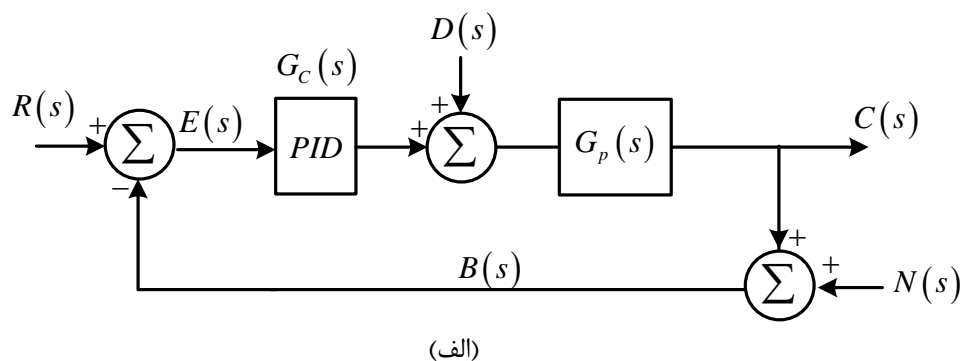 D(s)
G_C(s)
R(s)
+
Σ
−
E(s)
PID
+
+
Σ
G_p(s)
C(s)
B(s)
+
Σ
+
N(s)
(الف)